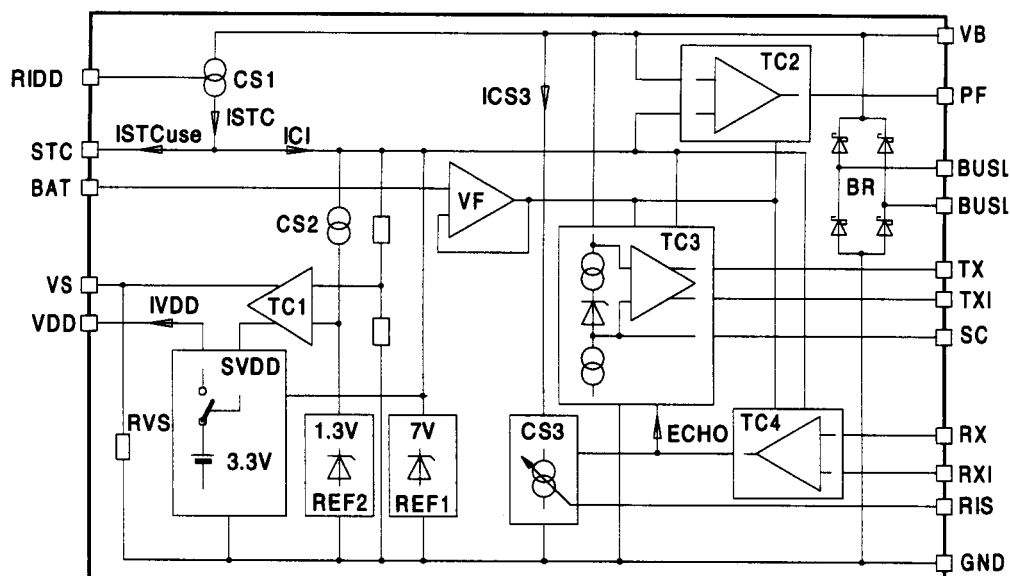 VB
TC2
RIDD
CS1
PF
ISTC
ICS3
ISTCuse
ICI
STC
BUSL
BAT
VF
BR
BUSL
CS2
TC3
TX
VS
IVDD
TC1
TXI
VDD
SC
SVDD
RVS
1.3V
7V
CS3
ECHO
TC4
RX
3.3V
RXI
REF2
REF1
RIS
GND